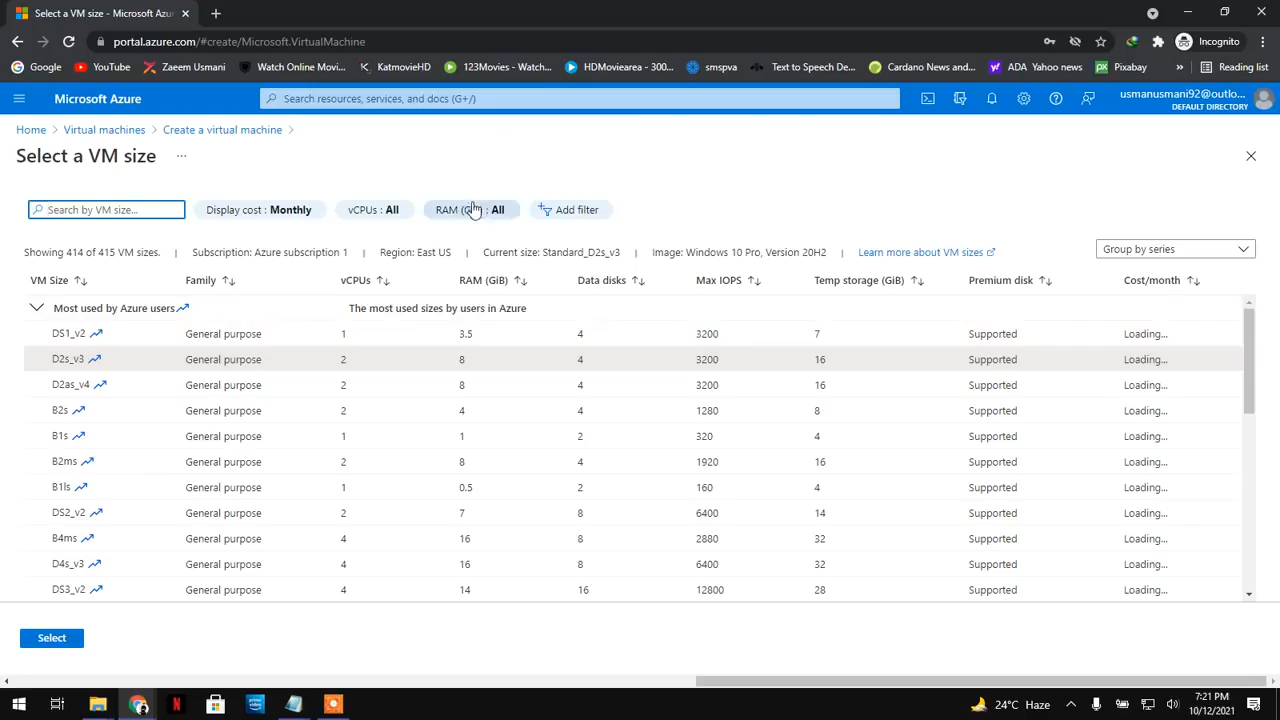 Select a VM size - Microsoft Azur
portal.azure.com/#create/Microsoft.VirtualMachine
Incognito
Google
YouTube
Zaeem Usmani
Watch Online Movi...
KatmovieHD
123Movies - Watc...
HDMoviearea - 300...
smspva
Text to Speech De...
Cardano News and...
ADA Yahoo news
Pixabay
»
Reading list
Microsoft Azure
Search resources, services, and docs (G+/)
usmanusmani92@outlo...
DEFAULT DIRECTORY
Home > Virtual machines > Create a virtual machine >
Select a VM size ...
Search by VM size...
Display cost : Monthly
vCPUs : All
RAM : All
Add filter
Showing 414 of 415 VM sizes. | Subscription: Azure subscription 1 | Region: East US | Current size: Standard_D2s_v3 | Image: Windows 10 Pro, Version 20H2 | Learn more about VM sizes
Group by series
VM Size Family vCPUs RAM (GiB) Data disks Max IOPS Temp storage (GiB) Premium disk Cost/month
Most used by Azure users The most used sizes by users in Azure
DS1_v2 General purpose 1 3.5 4 3200 7 Supported Loading...
D2s_v3 General purpose 2 8 4 3200 16 Supported Loading...
D2as_v4 General purpose 2 8 4 3200 16 Supported Loading...
B2s General purpose 2 4 4 1280 8 Supported Loading...
B1s General purpose 1 1 2 320 4 Supported Loading...
B2ms General purpose 2 8 4 1920 16 Supported Loading...
B1ls General purpose 1 0.5 2 160 4 Supported Loading...
DS2_v2 General purpose 2 7 8 6400 14 Supported Loading...
B4ms General purpose 4 16 8 2880 32 Supported Loading...
D4s_v3 General purpose 4 16 8 6400 32 Supported Loading...
DS3_v2 General purpose 4 14 16 12800 28 Supported Loading...
Select
24°C Haze
7:21 PM
10/12/2021